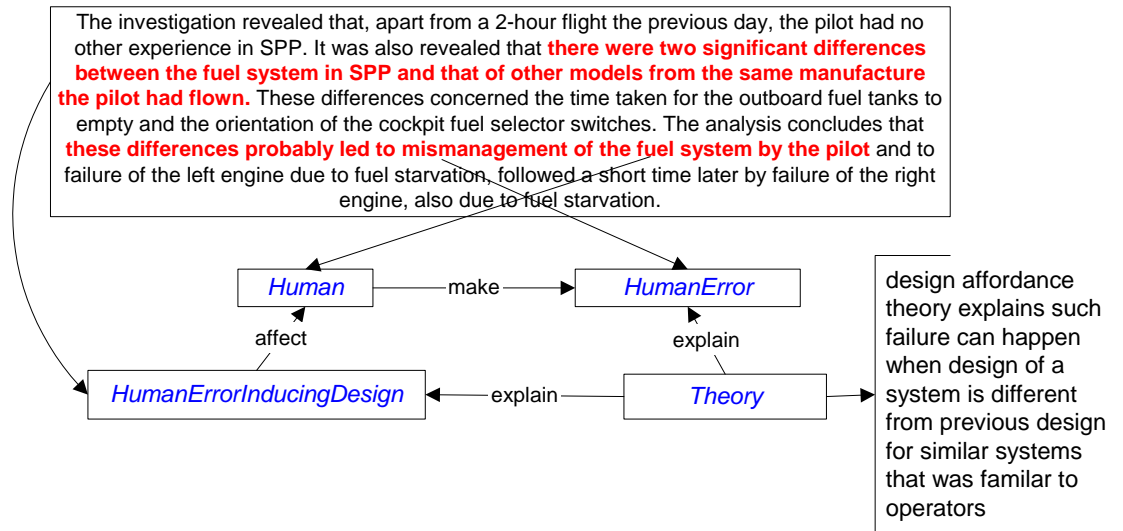 The investigation revealed that, apart from a 2-hour flight the previous day, the pilot had no
other experience in SPP. It was also revealed that there were two significant differences
between the fuel system in SPP and that of other models from the same manufacture
the pilot had flown. These differences concerned the time taken for the outboard fuel tanks to
empty and the orientation of the cockpit fuel selector switches. The analysis concludes that
these differences probably led to mismanagement of the fuel system by the pilot and to
failure of the left engine due to fuel starvation, followed a short time later by failure of the right
engine, also due to fuel starvation.
Human
make
HumanError
affect
explain
HumanErrorInducingDesign
explain
Theory
design affordance
theory explains such
failure can happen
when design of a
system is different
from previous design
for similar systems
that was familar to
operators